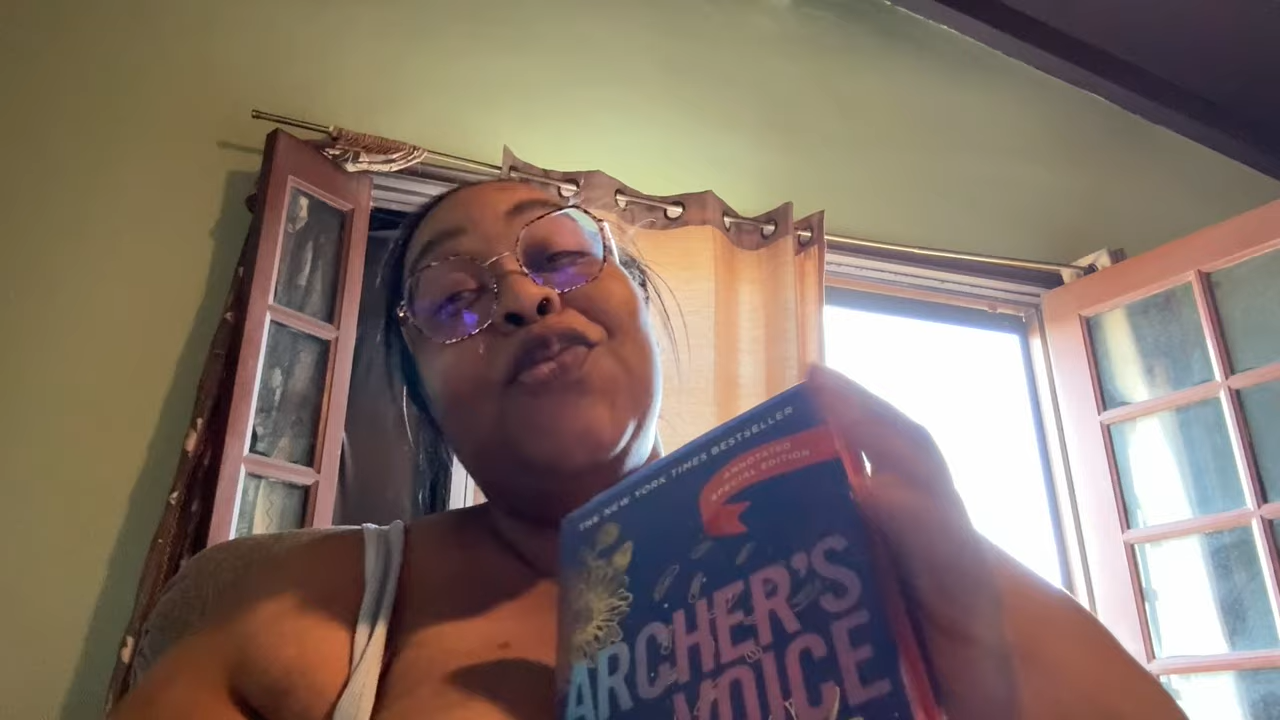 THE NEW YORK TIMES BESTSELLER
ANNOTATED
SPECIAL EDITION
ARCHER'S
VOICE